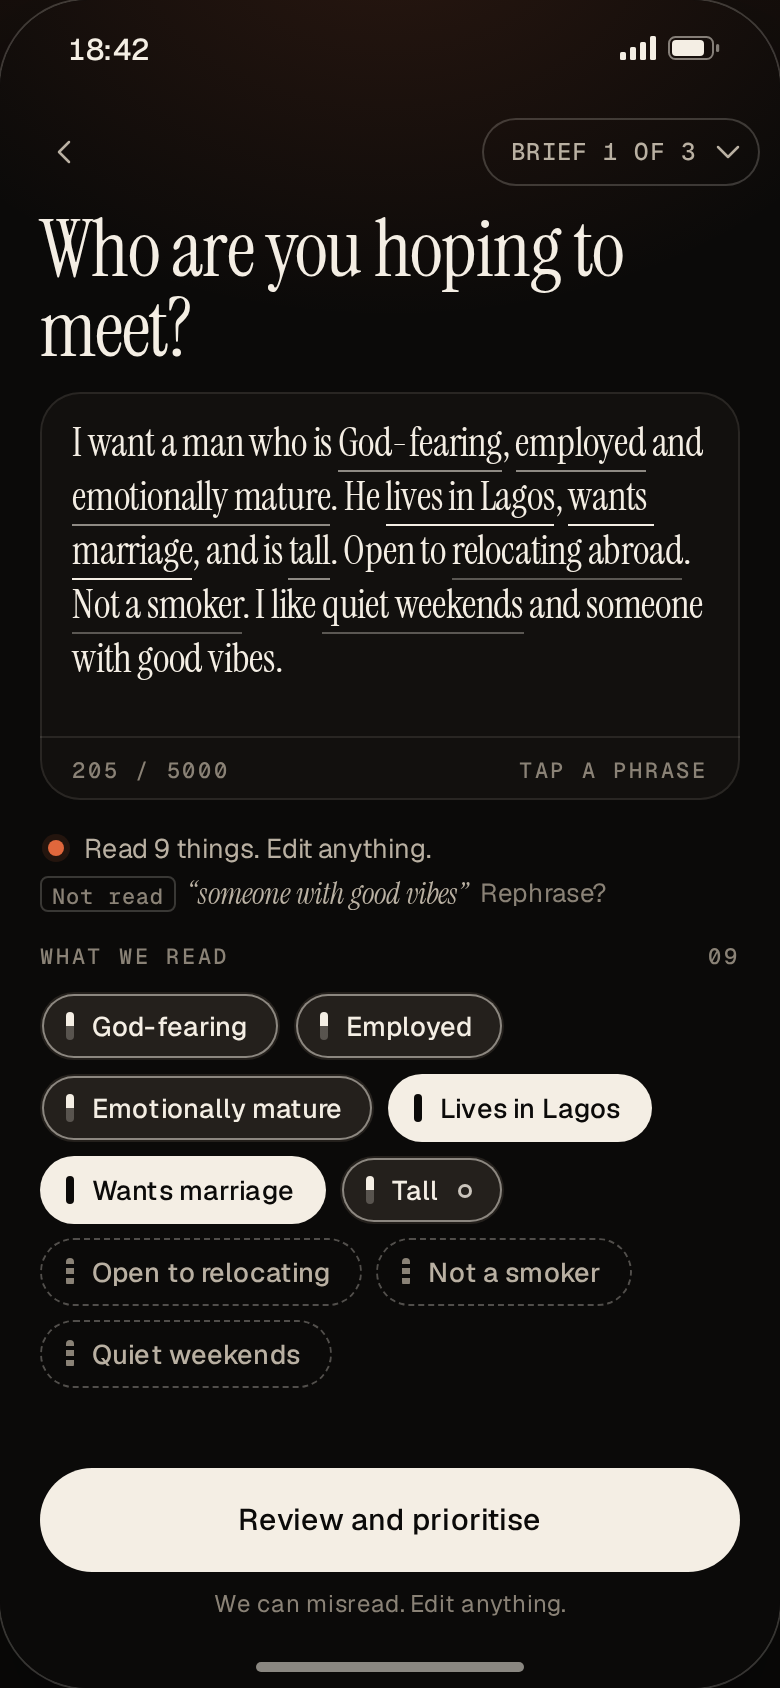 18:42
BRIEF 1 OF 3
Who are you hoping to
meet?
I want a man who is God-fearing, employed and
emotionally mature. He lives in Lagos, wants
marriage, and is tall. Open to relocating abroad.
Not a smoker. I like quiet weekends and someone
with good vibes.
205 / 5000 TAP A PHRASE
Read 9 things. Edit anything.
Not read “someone with good vibes” Rephrase?
WHAT WE READ 09
God-fearing Employed
Emotionally mature Lives in Lagos
Wants marriage Tall
Open to relocating Not a smoker
Quiet weekends
Review and prioritise
We can misread. Edit anything.